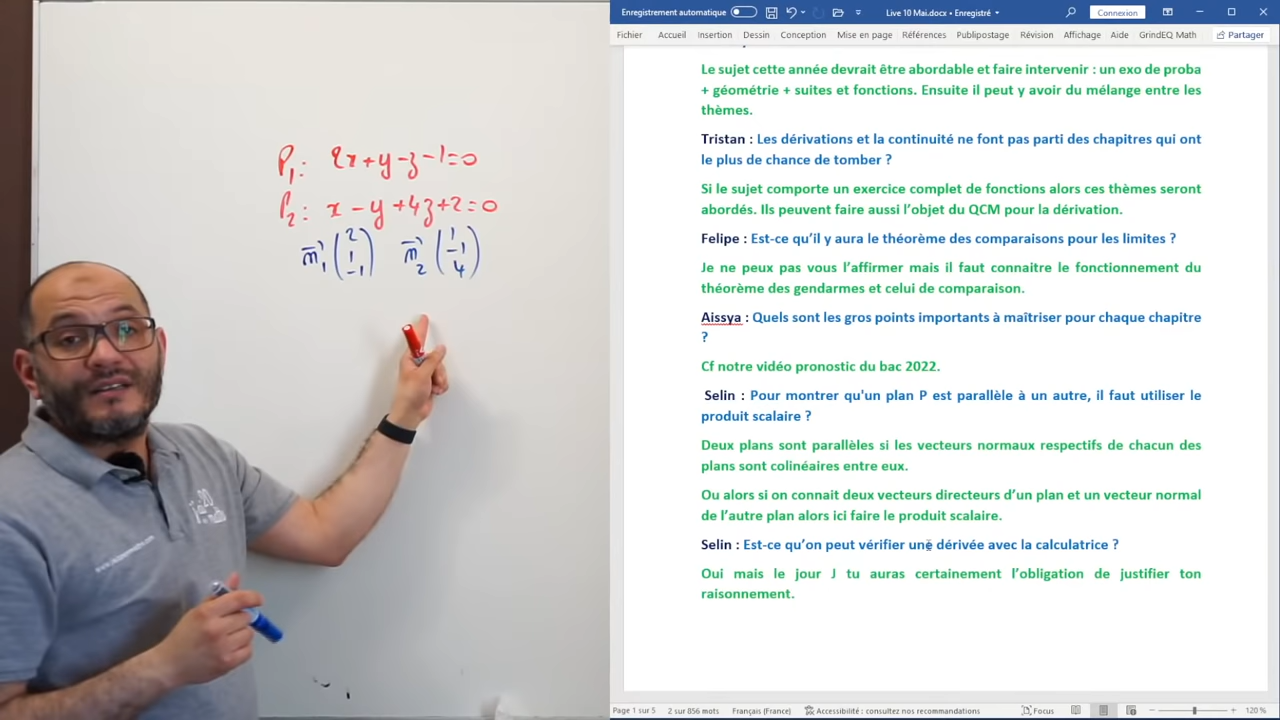 P₁: 2x+y-z-1=0
P₂: x-y+4z+2=0
n⃗₁ (2 1 -1) n⃗₂ (1 -1 4)
Enregistrement automatique
Live 10 Mai.docx • Enregistré
Connexion
Fichier Accueil Insertion Dessin Conception Mise en page Références Publipostage Révision Affichage Aide GrindEQ Math Partager
Le sujet cette année devrait être abordable et faire intervenir : un exo de proba
+ géométrie + suites et fonctions. Ensuite il peut y avoir du mélange entre les
thèmes.
Tristan : Les dérivations et la continuité ne font pas parti des chapitres qui ont
le plus de chance de tomber ?
Si le sujet comporte un exercice complet de fonctions alors ces thèmes seront
abordés. Ils peuvent faire aussi l’objet du QCM pour la dérivation.
Felipe : Est-ce qu’il y aura le théorème des comparaisons pour les limites ?
Je ne peux pas vous l’affirmer mais il faut connaitre le fonctionnement du
théorème des gendarmes et celui de comparaison.
Aissya : Quels sont les gros points importants à maîtriser pour chaque chapitre
?
Cf notre vidéo pronostic du bac 2022.
Selin : Pour montrer qu'un plan P est parallèle à un autre, il faut utiliser le
produit scalaire ?
Deux plans sont parallèles si les vecteurs normaux respectifs de chacun des
plans sont colinéaires entre eux.
Ou alors si on connait deux vecteurs directeurs d’un plan et un vecteur normal
de l’autre plan alors ici faire le produit scalaire.
Selin : Est-ce qu’on peut vérifier une dérivée avec la calculatrice ?
Oui mais le jour J tu auras certainement l’obligation de justifier ton
raisonnement.
Page 1 sur 5 2 sur 856 mots Français (France) Accessibilité : consultez nos recommandations Focus 120 %